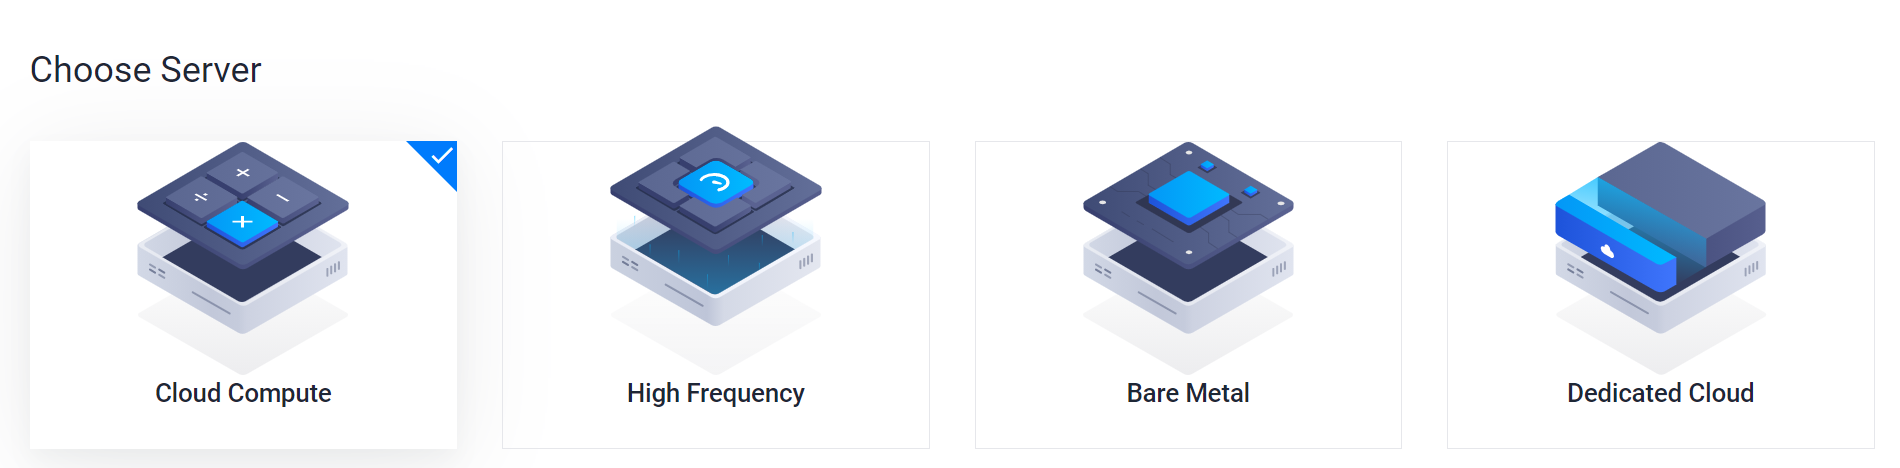 Choose Server
Cloud Compute
High Frequency
Bare Metal
Dedicated Cloud